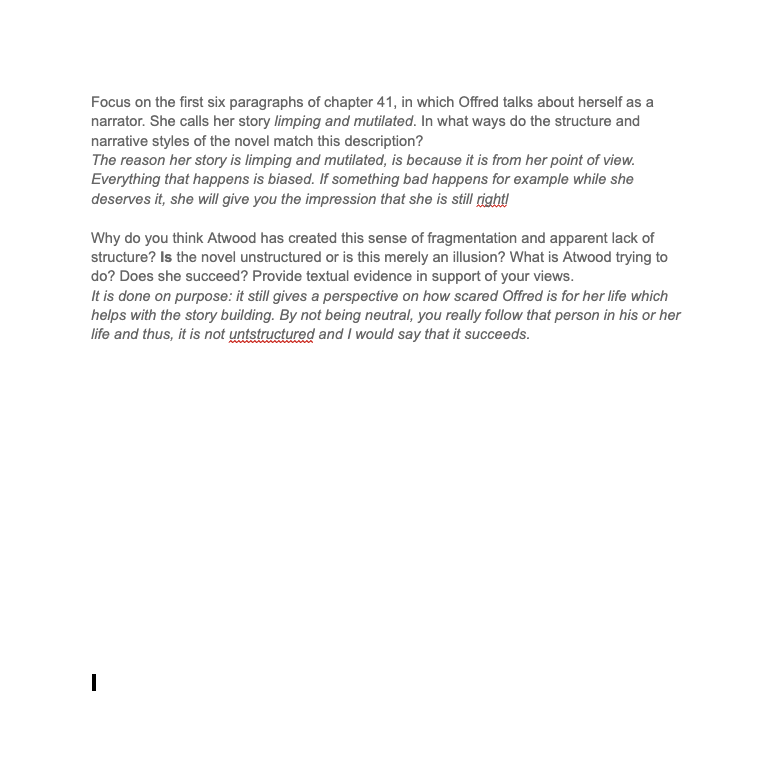 Focus on the first six paragraphs of chapter 41, in which Offred talks about herself as a
narrator. She calls her story limping and mutilated. In what ways do the structure and
narrative styles of the novel match this description?
The reason her story is limping and mutilated, is because it is from her point of view.
Everything that happens is biased. If something bad happens for example while she
deserves it, she will give you the impression that she is still rightl
Why do you think Atwood has created this sense of fragmentation and apparent lack of
structure? Is the novel unstructured or is this merely an illusion? What is Atwood trying to
do? Does she succeed? Provide textual evidence in support of your views.
It is done on purpose: it still gives a perspective on how scared Offred is for her life which
helps with the story building. By not being neutral, you really follow that person in his or her
life and thus, it is not untstructured and I would say that it succeeds.